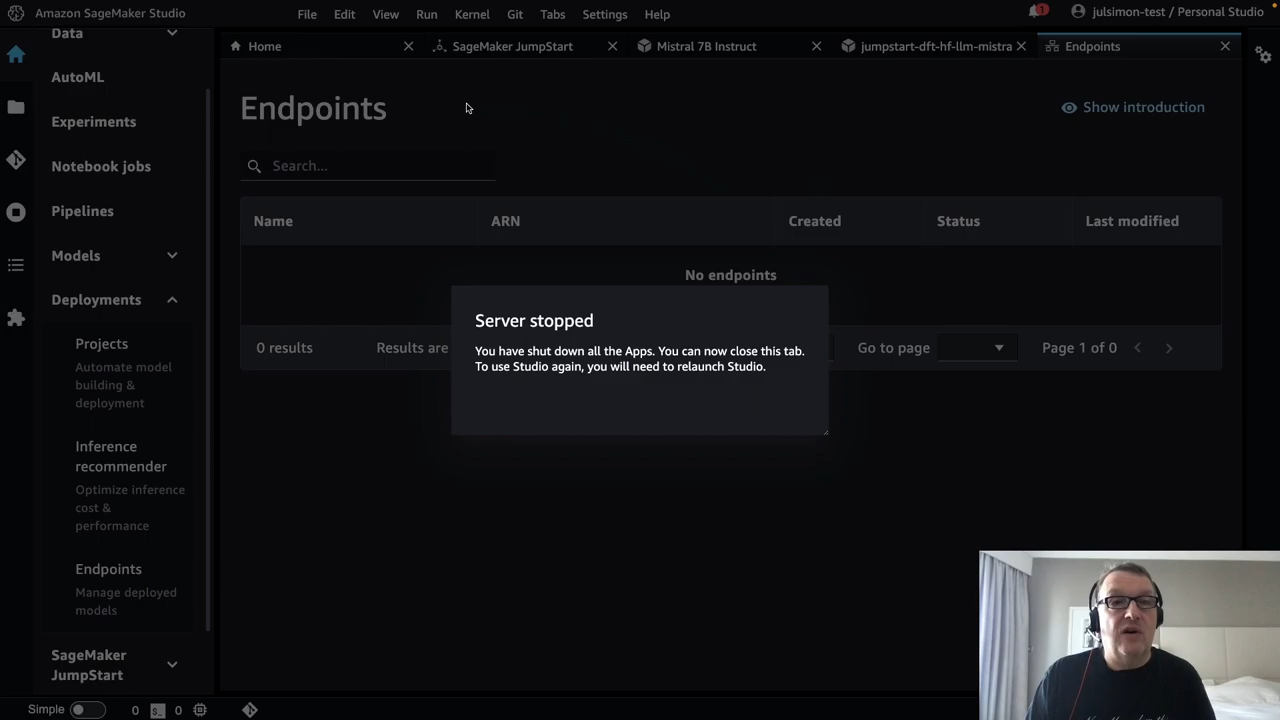 Amazon SageMaker Studio
File Edit View Run Kernel Git Tabs Settings Help
1
julsimon-test / Personal Studio
Home
SageMaker JumpStart
Mistral 7B Instruct
jumpstart-dft-hf-llm-mistra
Endpoints
Data
AutoML
Experiments
Notebook jobs
Pipelines
Models
Deployments
Projects
Automate model
building &
deployment
Inference
recommender
Optimize inference
cost &
performance
Endpoints
Manage deployed
models
SageMaker
JumpStart
Endpoints
Show introduction
Search...
Name ARN Created Status Last modified
No endpoints
0 results Results are Go to page Page 1 of 0
Server stopped
You have shut down all the Apps. You can now close this tab.
To use Studio again, you will need to relaunch Studio.
Simple 0 $_ 0